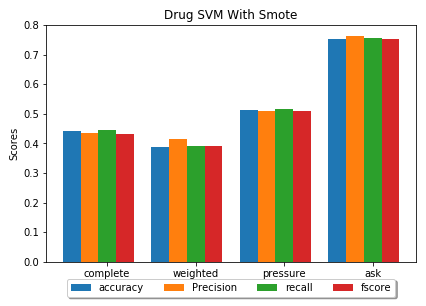 Drug SVM With Smote
0.8
0.7
0.6
0.5
0.4
0.3
0.2
0.1
0.0
Scores
complete weighted pressure ask
accuracy Precision recall fscore